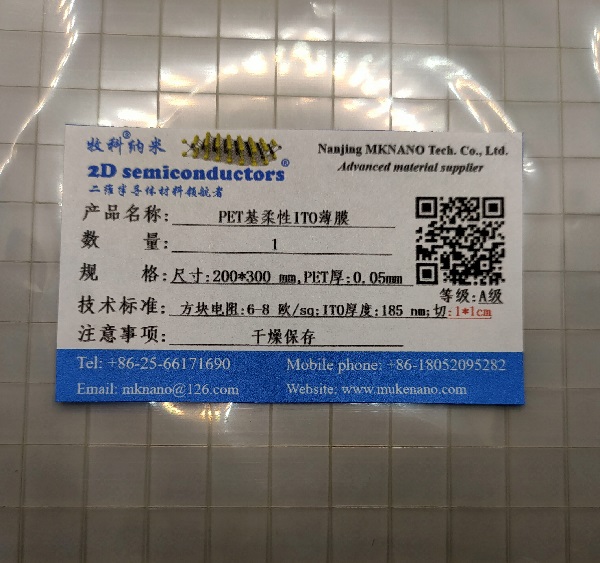 牧科®纳米
2D semiconductors®
二维半导体材料领航者
Nanjing MKNANO Tech. Co., Ltd.
Advanced material supplier
产品名称: PET基柔性ITO薄膜
数 量: 1
规 格: 尺寸:200*300 mm,PET厚:0.05mm
等级:A级
技术标准: 方块电阻:6-8 欧/sq;ITO厚度:185 nm;切:1*1cm
注意事项: 干燥保存
Tel: +86-25-66171690 Mobile phone: +86-18052095282
Email: mknano@126.com Website: www.mukenano.com